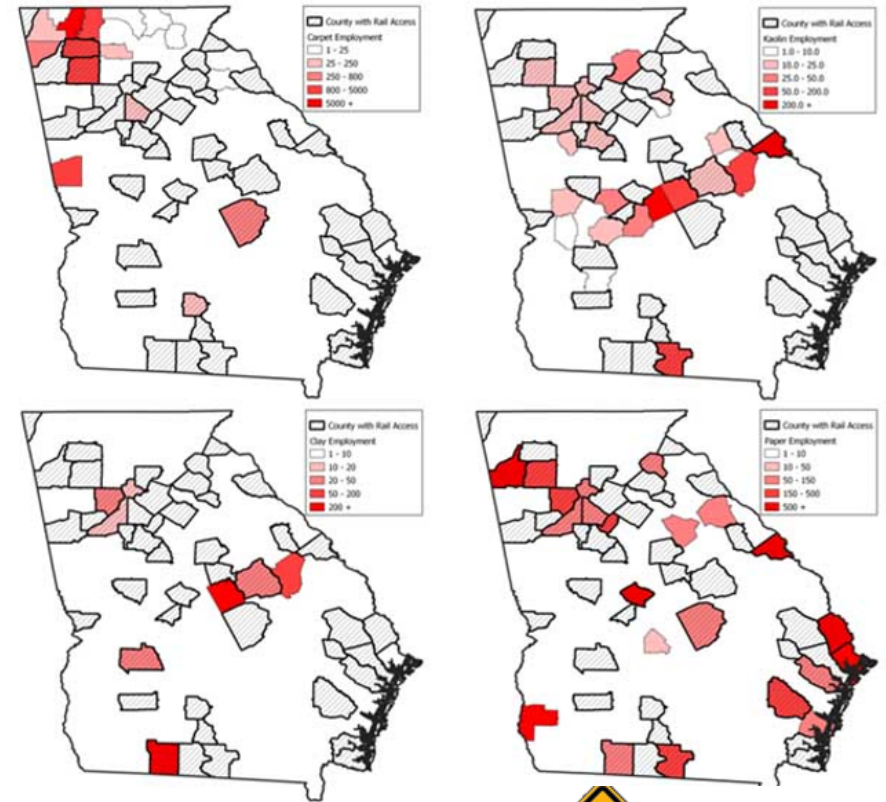 County with Rail Access
Carpet Employment
1 - 25
25 - 250
250 - 800
800 - 5000
5000 +
County with Rail Access
Kaolin Employment
1.0 - 10.0
10.0 - 25.0
25.0 - 50.0
50.0 - 200.0
200.0 +
County with Rail Access
Clay Employment
1 - 10
10 - 20
20 - 50
50 - 200
200 +
County with Rail Access
Paper Employment
1 - 10
10 - 50
50 - 150
150 - 500
500 +